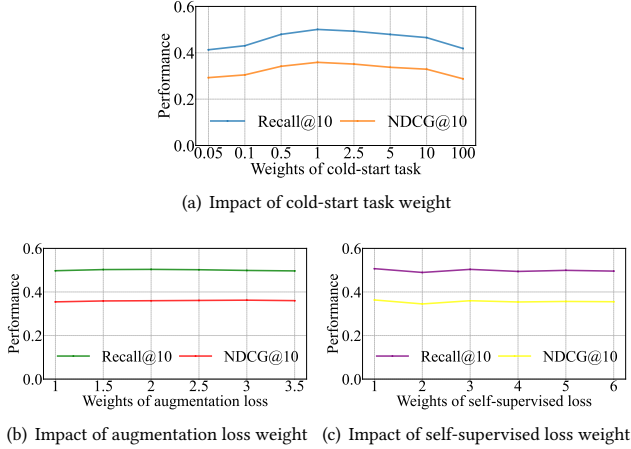 0.6
0.4
0.2
0.0
Performance
Recall@10 NDCG@10
0.05 0.1 0.5 1 2.5 5 10 100
Weights of cold-start task
(a) Impact of cold-start task weight
0.6
0.4
0.2
0.0
Performance
Recall@10 NDCG@10
1 1.5 2 2.5 3 3.5
Weights of augmentation loss
(b) Impact of augmentation loss weight
0.6
0.4
0.2
0.0
Performance
Recall@10 NDCG@10
1 2 3 4 5 6
Weights of self-supervised loss
(c) Impact of self-supervised loss weight